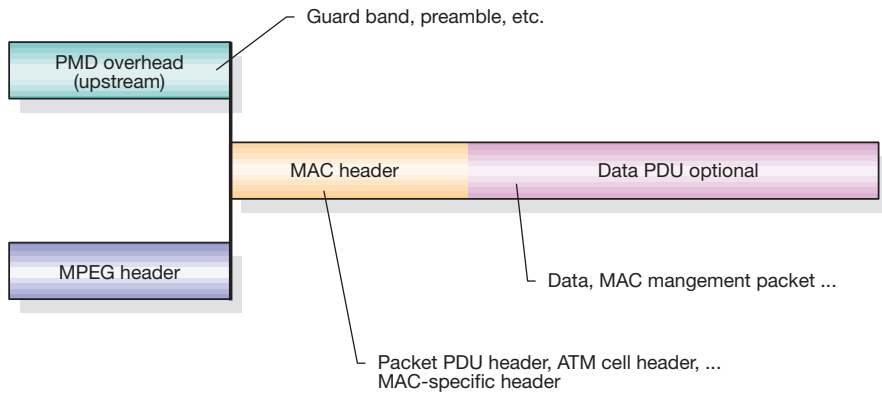 Guard band, preamble, etc.
PMD overhead
(upstream)
MAC header
Data PDU optional
MPEG header
Data, MAC mangement packet ...
Packet PDU header, ATM cell header, ...
MAC-specific header